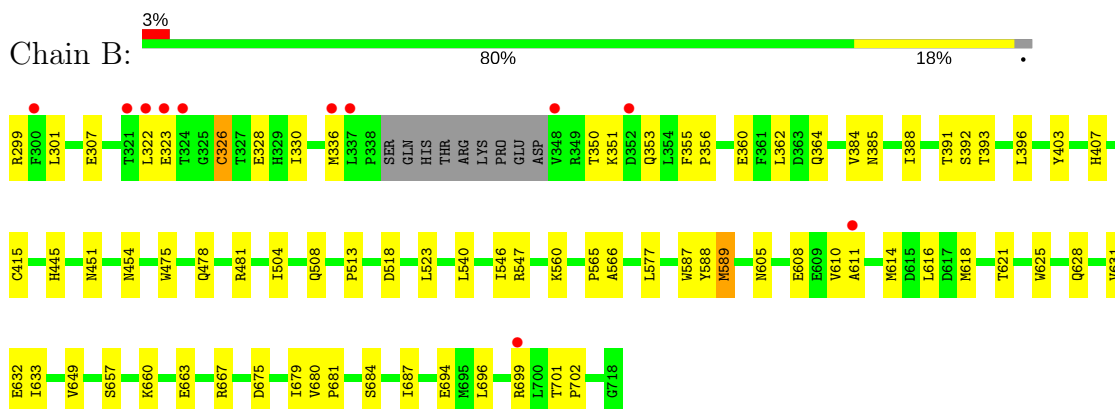 3%
Chain B:
80% 18% •
R299 F300 L301 E307 T321 L322 E323 T324 G325 C326 T327 E328 H329 I330 M336 L337 P338 SER GLN HIS THR ARG LYS PRO GLU ASP V348 R349 T350 K351 D352 Q353 L354 F355 P356 E360 F361 L362 D363 Q364 V384 N385 I388 T391 S392 T393 L396 Y403 H407
C415 H445 N451 N454 W475 Q478 R481 I504 Q508 P513 D518 L523 L540 I546 R547 K560 P565 A566 L577 W587 Y588 M589 N605 E608 E609 V610 A611 M614 D615 L616 D617 M618 T621 W625 Q628 V631
E632 I633 V649 S657 K660 E663 R667 D675 I679 V680 P681 S684 I687 E694 M695 L696 R699 L700 T701 P702 G718